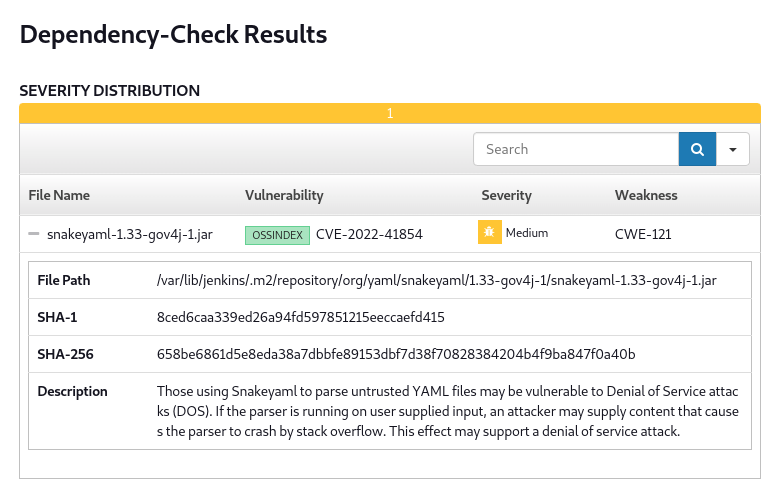 Dependency-Check Results
SEVERITY DISTRIBUTION
1
Search
File Name Vulnerability Severity Weakness
snakeyaml-1.33-gov4j-1.jar OSSINDEX CVE-2022-41854 Medium CWE-121
File Path /var/lib/jenkins/.m2/repository/org/yaml/snakeyaml/1.33-gov4j-1/snakeyaml-1.33-gov4j-1.jar
SHA-1 8ced6caa339ed26a94fd597851215eeccaefd415
SHA-256 658be6861d5e8eda38a7dbbfe89153dbf7d38f70828384204b4f9ba847f0a40b
Description Those using Snakeyaml to parse untrusted YAML files may be vulnerable to Denial of Service attac
ks (DOS). If the parser is running on user supplied input, an attacker may supply content that cause
s the parser to crash by stack overflow. This effect may support a denial of service attack.